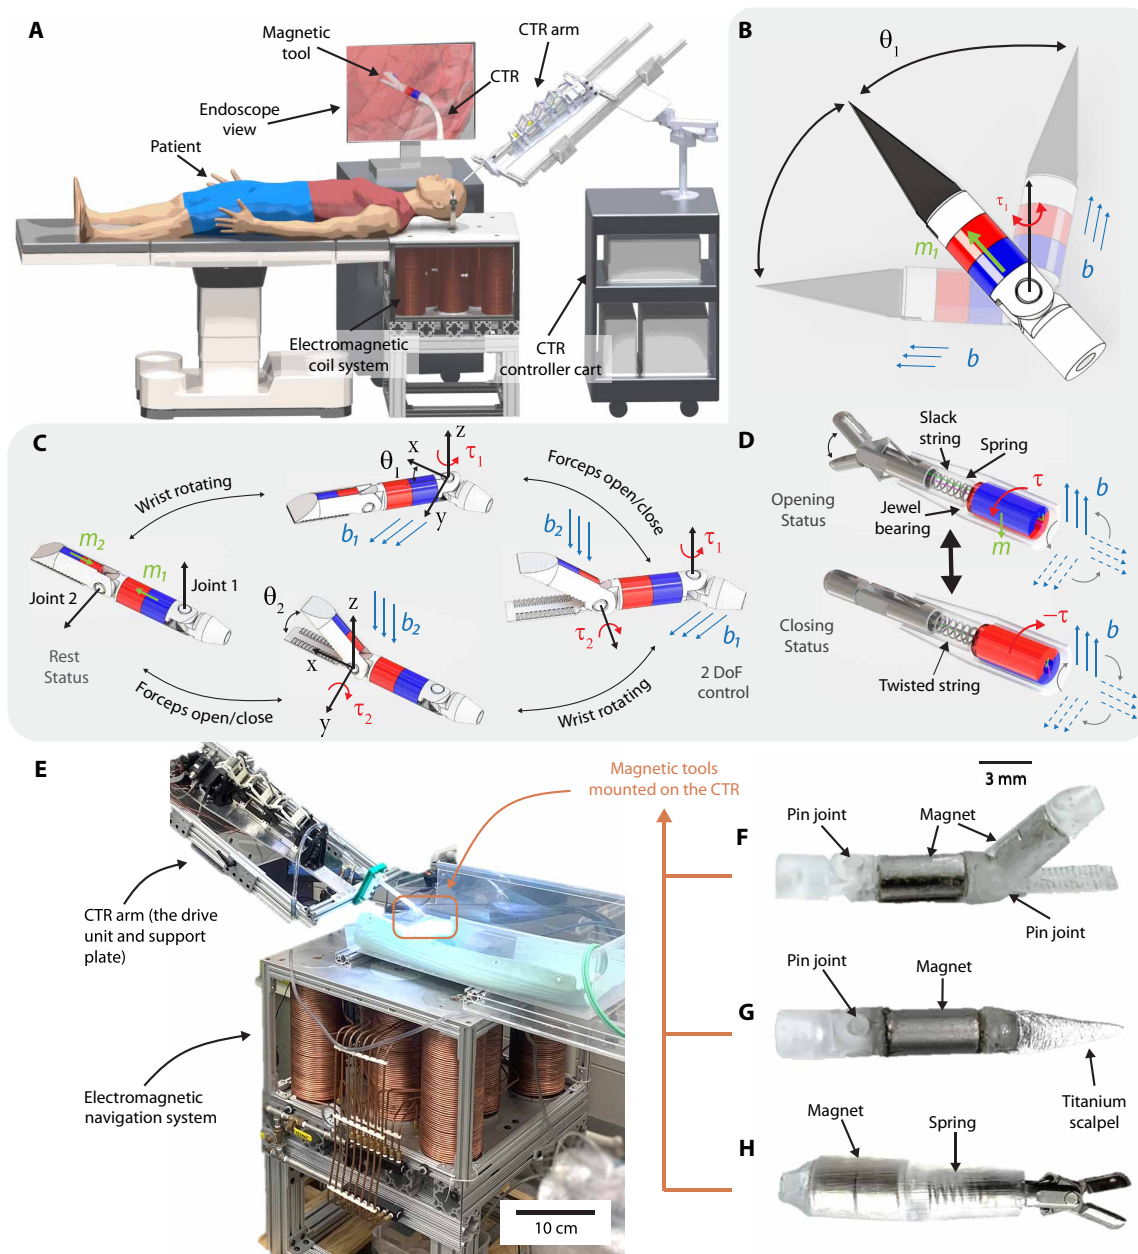 A
Magnetic
tool
CTR arm
CTR
Endoscope
view
Patient
Electromagnetic
coil system
CTR
controller cart
B
θ1
τ1
m1
b
b
C
Wrist rotating
θ1
x
z
τ1
y
b1
Forceps open/close
b2
m2
m1
Joint 1
Joint 2
Rest
Status
θ2
z
b2
x
y
τ2
Forceps open/close
τ1
τ2
b1
2 DoF
control
Wrist rotating
D
Slack
string
Spring
τ
b
Opening
Status
Jewel
bearing
m
Closing
Status
-τ
b
Twisted string
E
Magnetic tools
mounted on the CTR
CTR arm (the drive
unit and support
plate)
Electromagnetic
navigation system
10 cm
3 mm
F
Pin joint
Magnet
Pin joint
G
Pin joint
Magnet
Titanium
scalpel
H
Magnet
Spring